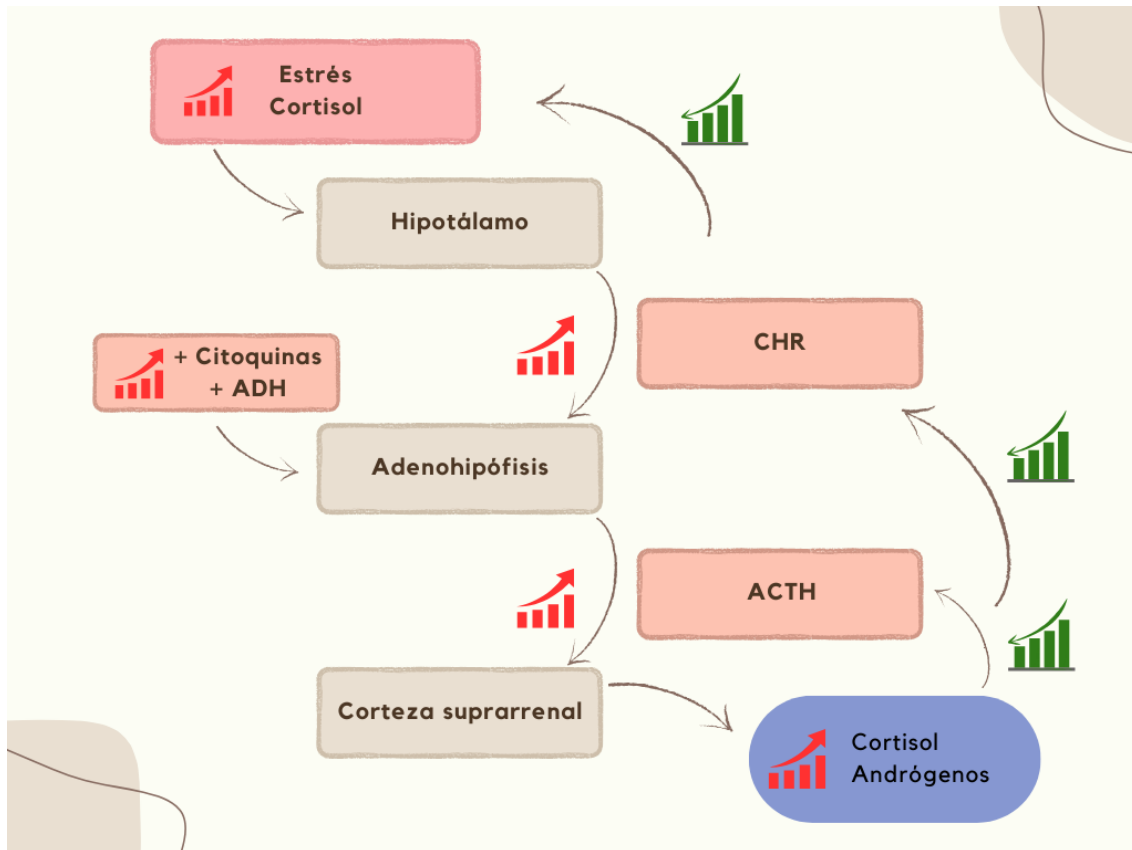 Estrés
Cortisol
Hipotálamo
CHR
+ Citoquinas
+ ADH
Adenohipófisis
ACTH
Corteza suprarrenal
Cortisol
Andrógenos